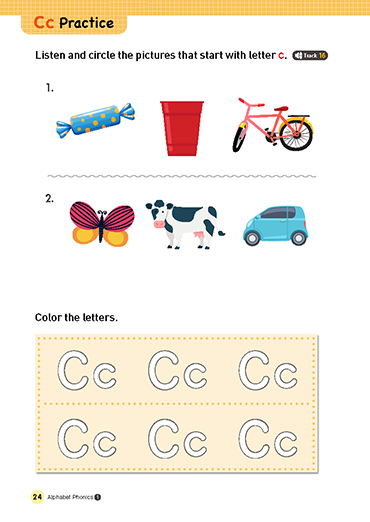 Cc Practice
Listen and circle the pictures that start with letter c. Track 16
1.
2.
Color the letters.
Cc Cc Cc
Cc Cc Cc
24 Alphabet Phonics 1